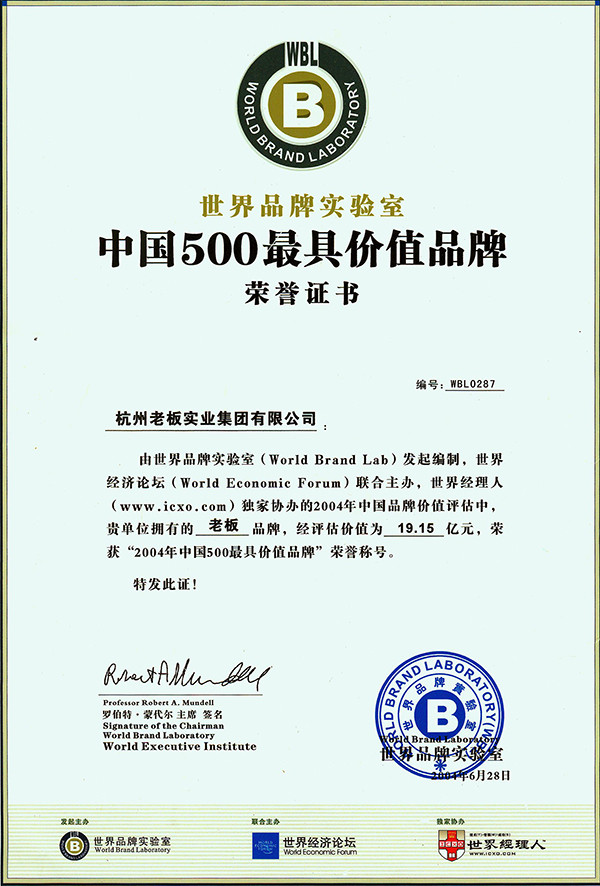 WBL
B
WORLD BRAND LABORATORY
世界品牌实验室
中国500最具价值品牌
荣誉证书
编号：WBL0287
杭州老板实业集团有限公司：
由世界品牌实验室（World Brand Lab）发起编制，世界
经济论坛（World Economic Forum）联合主办，世界经理人
（www.icxo.com）独家协办的2004年中国品牌价值评估中，
贵单位拥有的 老板 品牌，经评估价值为 19.15 亿元，荣
获“2004年中国500最具价值品牌”荣誉称号。
特发此证！
Robert A. Mundell
Professor Robert A. Mundell
罗伯特·蒙代尔 主席 签名
Signature of the Chairman
World Brand Laboratory
World Executive Institute
WORLD BRAND LABORATORY(WBL)
世界品牌實驗室
B
World Brand Laboratory
世界品牌实验室
2004年6月28日
发起主办
世界品牌实验室
World Brand Laboratory
联合主办
世界经济论坛
World Economic Forum
独家协办
世界經理人
WWW.ICXO.COM